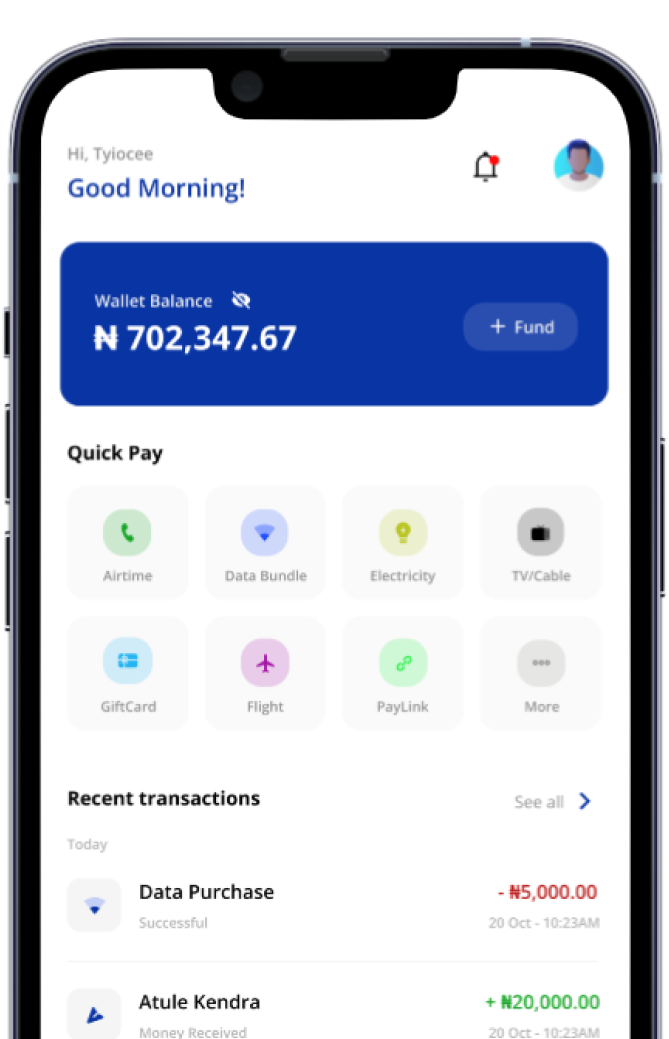 Hi, Tyiocee
Good Morning!
Wallet Balance
₦ 702,347.67
+ Fund
Quick Pay
Airtime
Data Bundle
Electricity
TV/Cable
GiftCard
Flight
PayLink
More
Recent transactions
See all
Today
Data Purchase
- ₦5,000.00
Successful
20 Oct - 10:23AM
Atule Kendra
+ ₦20,000.00
Money Received
20 Oct - 10:23AM